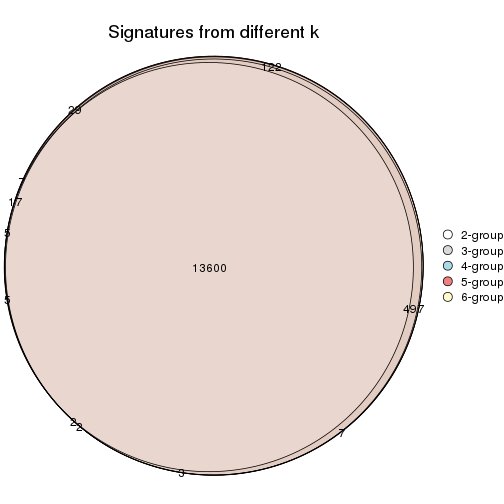 Signatures from different k
122
29
7
17
5
13600
5
497
2
2
7
3
2-group
3-group
4-group
5-group
6-group